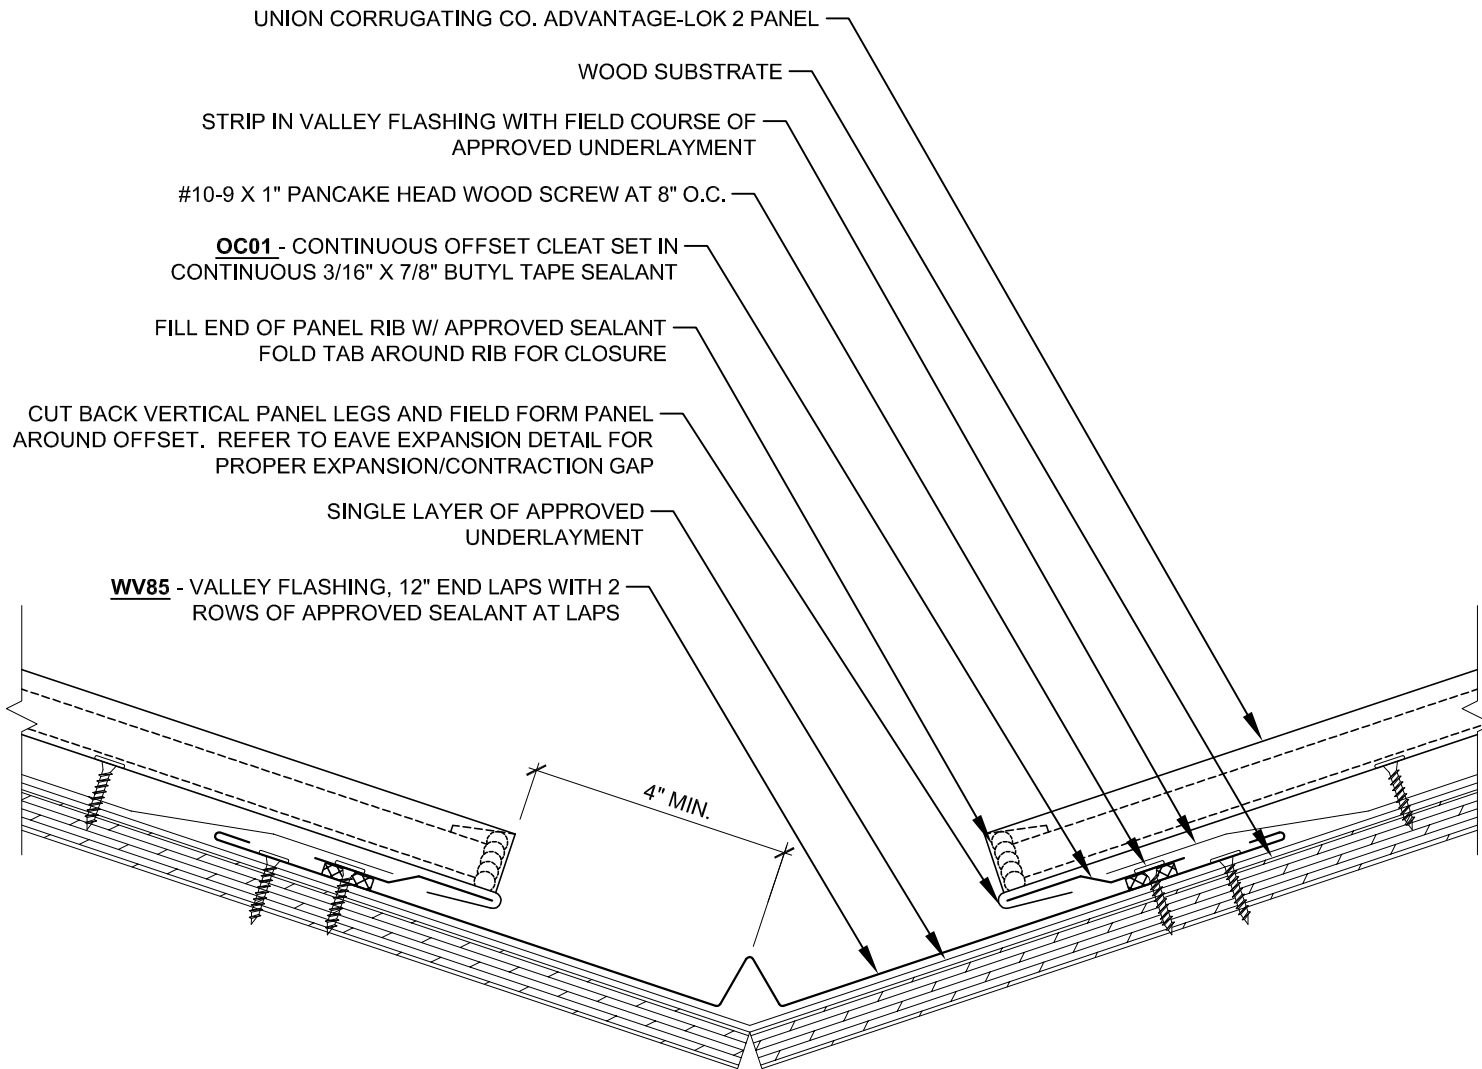 UNION CORRUGATING CO. ADVANTAGE-LOK 2 PANEL
WOOD SUBSTRATE
STRIP IN VALLEY FLASHING WITH FIELD COURSE OF
APPROVED UNDERLAYMENT
#10-9 X 1" PANCAKE HEAD WOOD SCREW AT 8" O.C.
OC01 - CONTINUOUS OFFSET CLEAT SET IN
CONTINUOUS 3/16" X 7/8" BUTYL TAPE SEALANT
FILL END OF PANEL RIB W/ APPROVED SEALANT
FOLD TAB AROUND RIB FOR CLOSURE
CUT BACK VERTICAL PANEL LEGS AND FIELD FORM PANEL
AROUND OFFSET. REFER TO EAVE EXPANSION DETAIL FOR
PROPER EXPANSION/CONTRACTION GAP
SINGLE LAYER OF APPROVED
UNDERLAYMENT
WV85 - VALLEY FLASHING, 12" END LAPS WITH 2
ROWS OF APPROVED SEALANT AT LAPS
4" MIN.